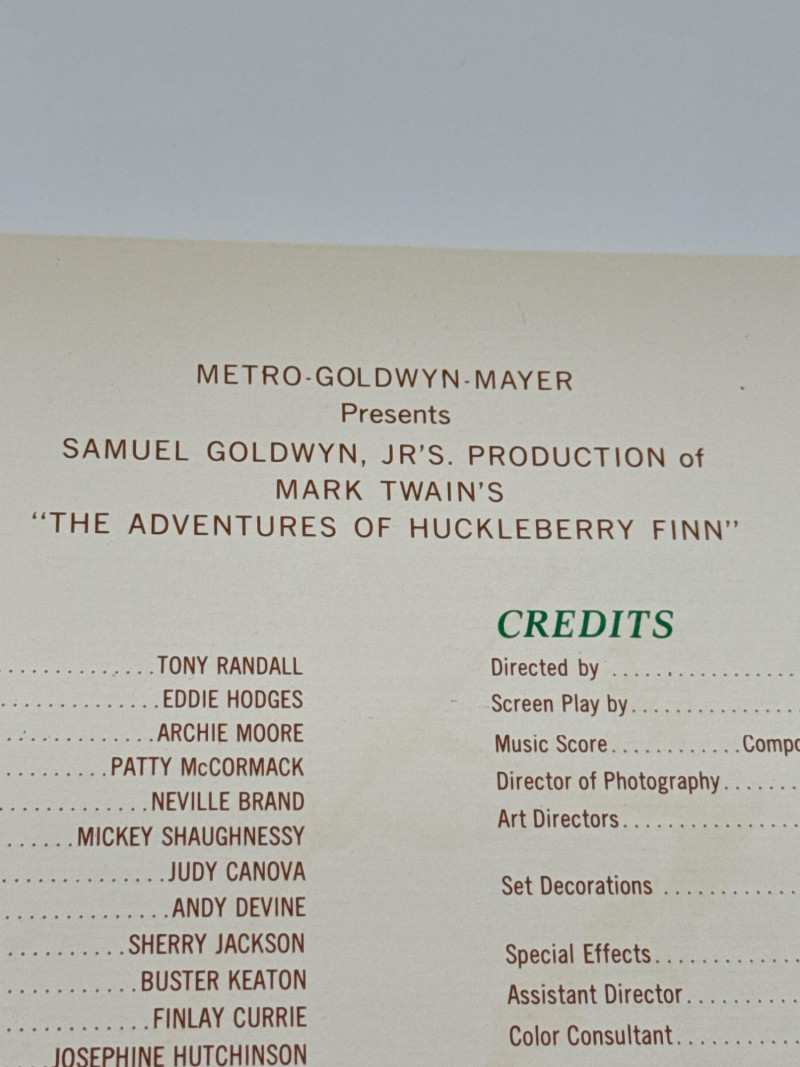 METRO-GOLDWYN-MAYER
Presents
SAMUEL GOLDWYN, JR'S. PRODUCTION of
MARK TWAIN'S
"THE ADVENTURES OF HUCKLEBERRY FINN"
..............TONY RANDALL
..............EDDIE HODGES
..............ARCHIE MOORE
..........PATTY McCORMACK
.............NEVILLE BRAND
......MICKEY SHAUGHNESSY
...............JUDY CANOVA
...............ANDY DEVINE
...........SHERRY JACKSON
............BUSTER KEATON
.............FINLAY CURRIE
....JOSEPHINE HUTCHINSON
CREDITS
Directed by .................
Screen Play by...............
Music Score............Compo
Director of Photography.......
Art Directors................
Set Decorations .............
Special Effects..............
Assistant Director...........
Color Consultant............